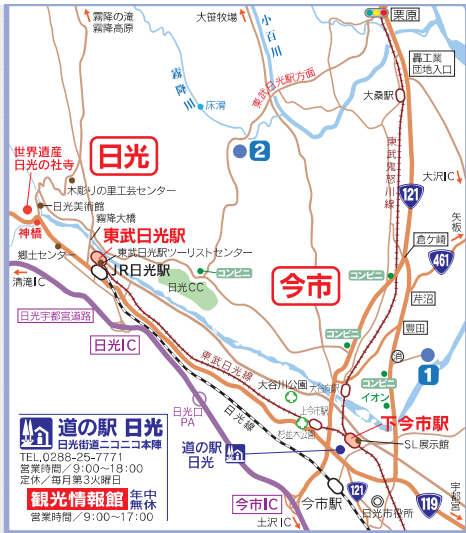 霧降の滝
霧降高原
大笹牧場
小百川
栗原
轟工業
団地入口
霧降川
床滑
東武日光駅方面
大桑駅
東武鬼怒川線
2
日光
世界遺産
日光の社寺
木彫りの里工芸センター
日光美術館
121
大沢IC
霧降大橋
神橋
東武日光駅
東武日光駅ツーリストセンター
郷土センター
JR日光駅
清滝IC
コンビニ
日光CC
今市
倉ケ崎
矢板
461
コンビニ
芹沼
日光宇都宮道路
豊田
日光IC
コンビニ
消
1
東武日光線
コンビニ
イオン
大谷川公園
大谷向駅
日光線
日光口
PA
上今市駅
杉並木公園
下今市駅
SL展示館
道の駅 日光
日光街道ニコニコ本陣
TEL.0288-25-7771
営業時間/9:00~18:00
定休/毎月第3火曜日
観光情報館 年中無休
営業時間/9:00~17:00
道の駅
日光
今市IC
土沢IC
今市駅
121
日光市役所
119
宇都宮